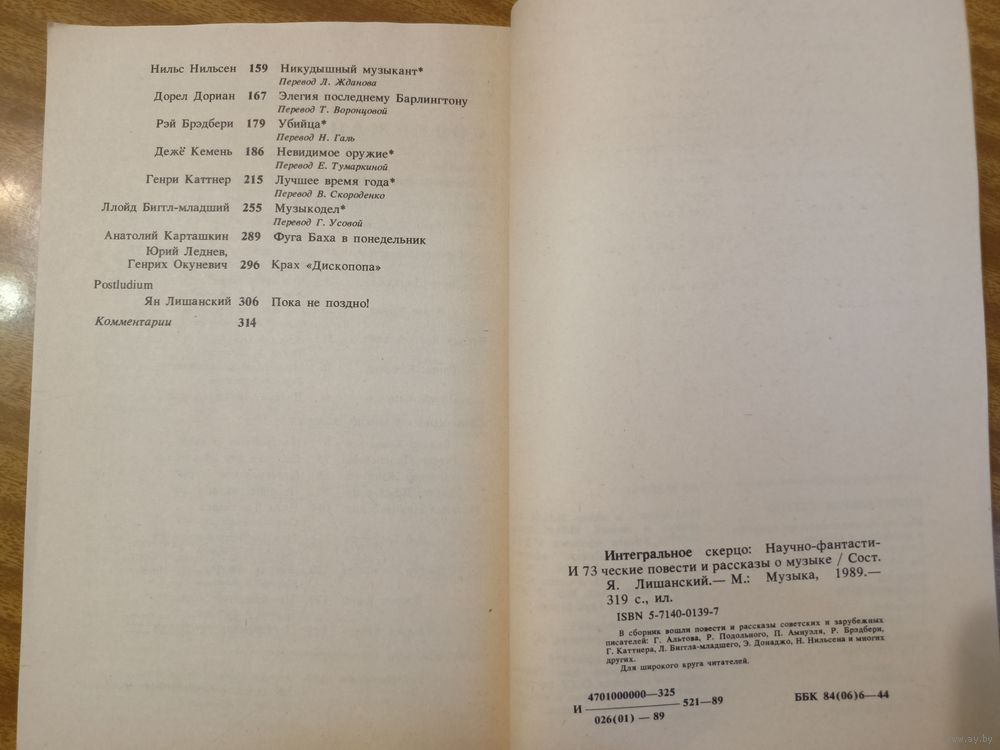 Нильс Нильсен 159 Никудышный музыкант*
Перевод Л. Жданова
Дорел Дориан 167 Элегия последнему Барлингтону
Перевод Т. Воронцовой
Рэй Брэдбери 179 Убийца*
Перевод Н. Галь
Дежё Кемень 186 Невидимое оружие*
Перевод Е. Тумаркиной
Генри Каттнер 215 Лучшее время года*
Перевод В. Скороденко
Ллойд Биггл-младший 255 Музыкодел*
Перевод Г. Усовой
Анатолий Карташкин 289 Фуга Баха в понедельник
Юрий Леднев,
Генрих Окуневич 296 Крах «Дископопа»
Postludium
Ян Лишанский 306 Пока не поздно!
Комментарии 314
Интегральное скерцо: Научно-фантасти-
И 73 ческие повести и рассказы о музыке / Сост.
Я. Лишанский.— М.: Музыка, 1989.—
319 с., ил.
ISBN 5-7140-0139-7
В сборник вошли повести и рассказы советских и зарубежных
писателей: Г. Альтова, Р. Подольного, П. Амнуэля, Р. Брэдбери,
Г. Каттнера, Л. Биггла-младшего, Э. Донаджо, Н. Нильсена и многих
других.
Для широкого круга читателей.
И 4701000000—325 521—89 ББК 84(06)6—44
026(01)—89
www.ay.by